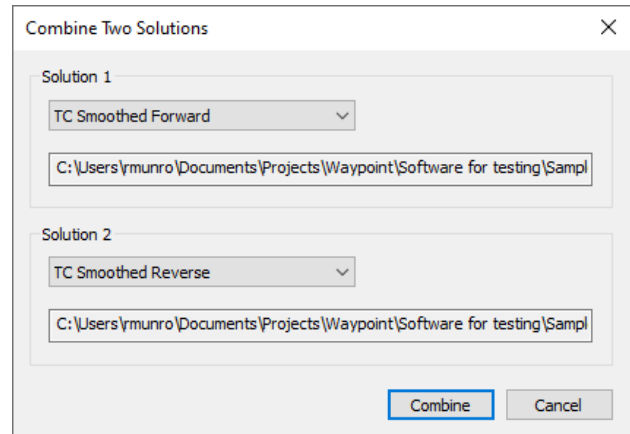 Combine Two Solutions
Solution 1
TC Smoothed Forward
C:\Users\rmunro\Documents\Projects\Waypoint\Software for testing\Sampl
Solution 2
TC Smoothed Reverse
C:\Users\rmunro\Documents\Projects\Waypoint\Software for testing\Sampl
Combine Cancel